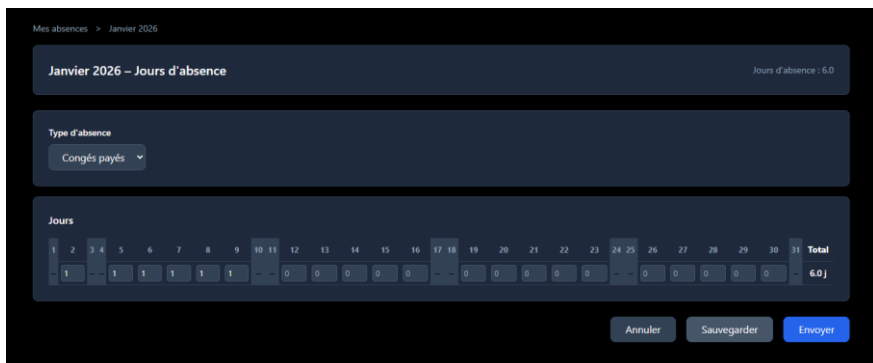 Mes absences > Janvier 2026
Janvier 2026 – Jours d'absence
Jours d'absence : 6.0
Type d'absence
Congés payés
Jours
1 2 3 4 5 6 7 8 9 10 11 12 13 14 15 16 17 18 19 20 21 22 23 24 25 26 27 28 29 30 31 Total
– 1 – – 1 1 1 1 1 – – 0 0 0 0 0 – – 0 0 0 0 0 – – 0 0 0 0 0 – 6.0 j
Annuler Sauvegarder Envoyer